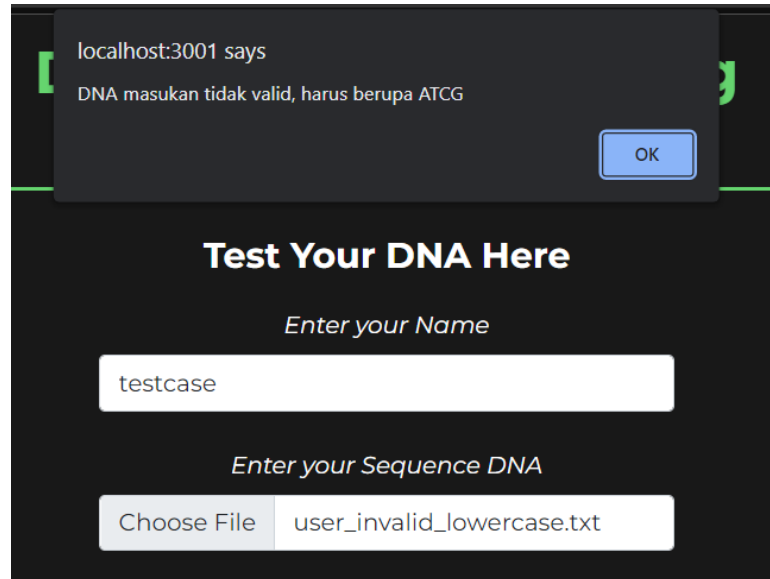 localhost:3001 says
DNA masukan tidak valid, harus berupa ATCG
OK
Test Your DNA Here
Enter your Name
testcase
Enter your Sequence DNA
Choose File user_invalid_lowercase.txt